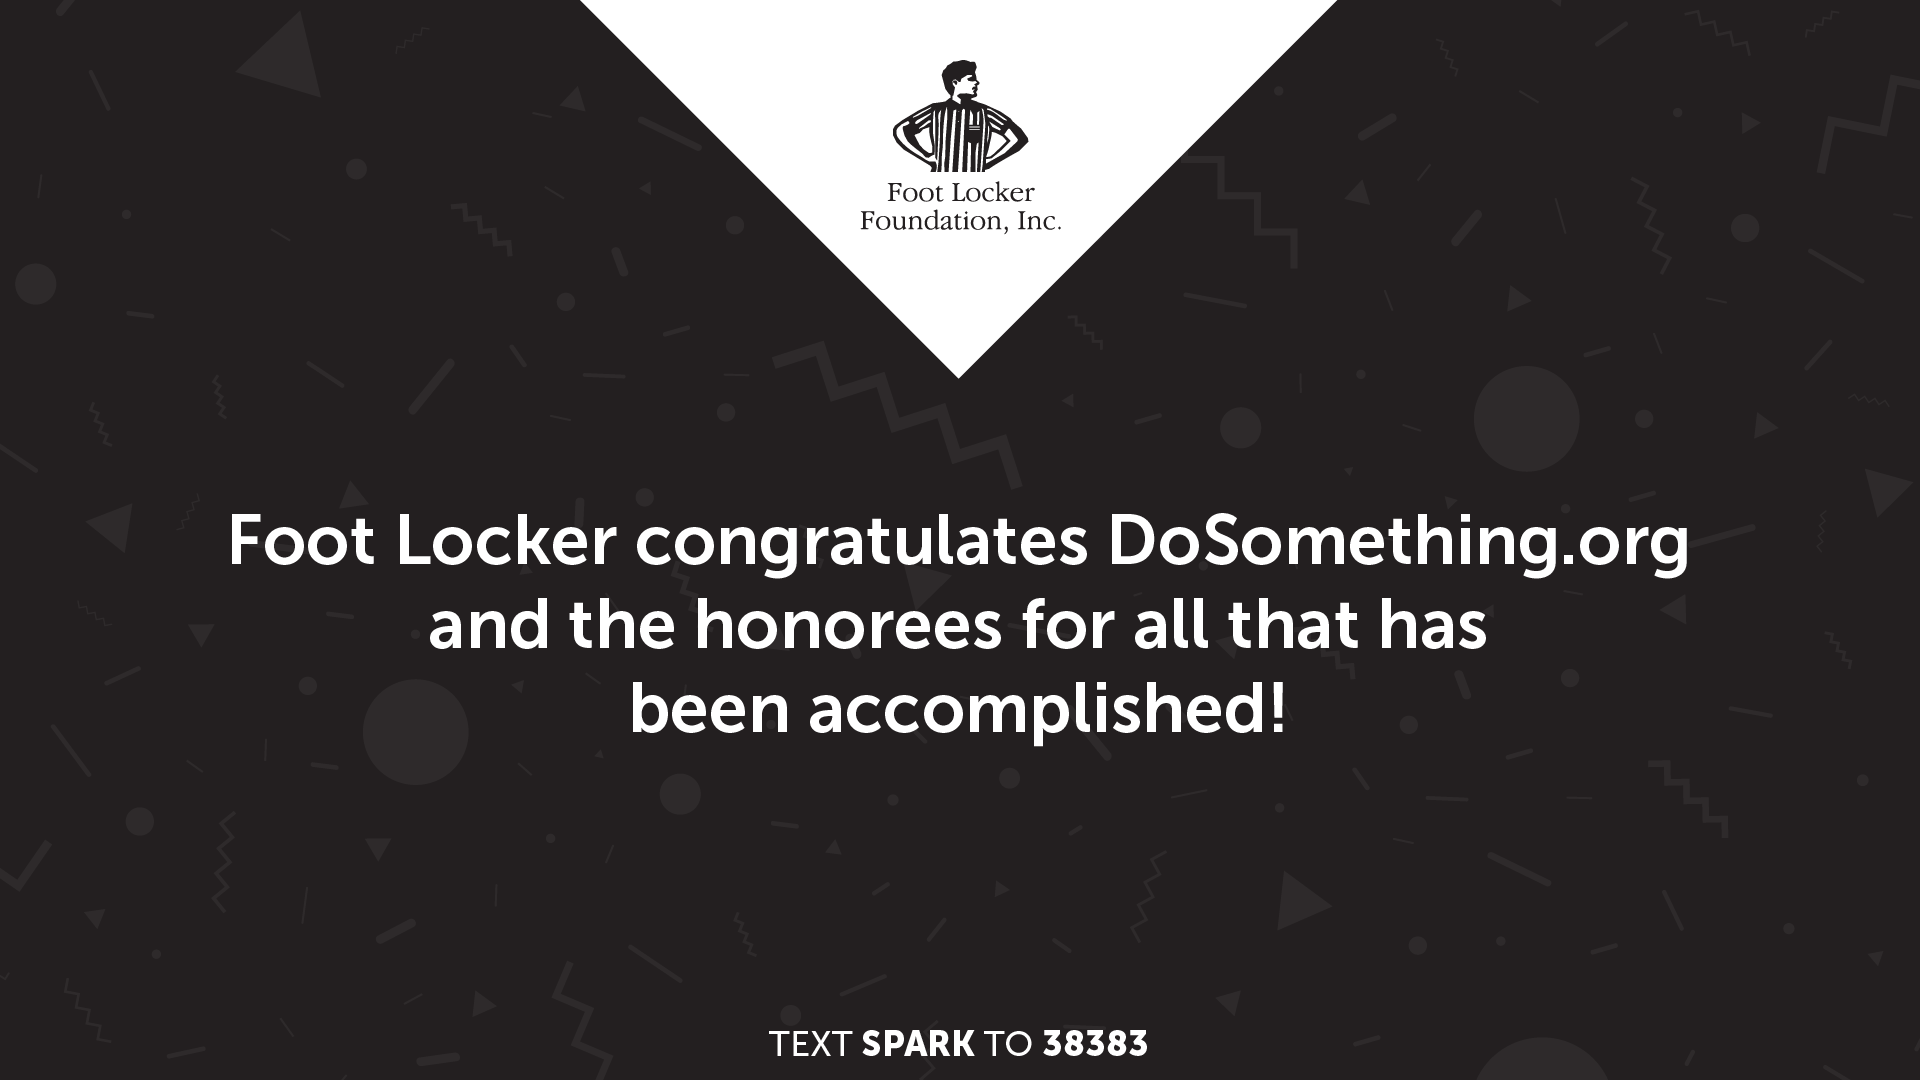 Foot Locker
Foundation, Inc.
Foot Locker congratulates DoSomething.org
and the honorees for all that has
been accomplished!
TEXT SPARK TO 38383